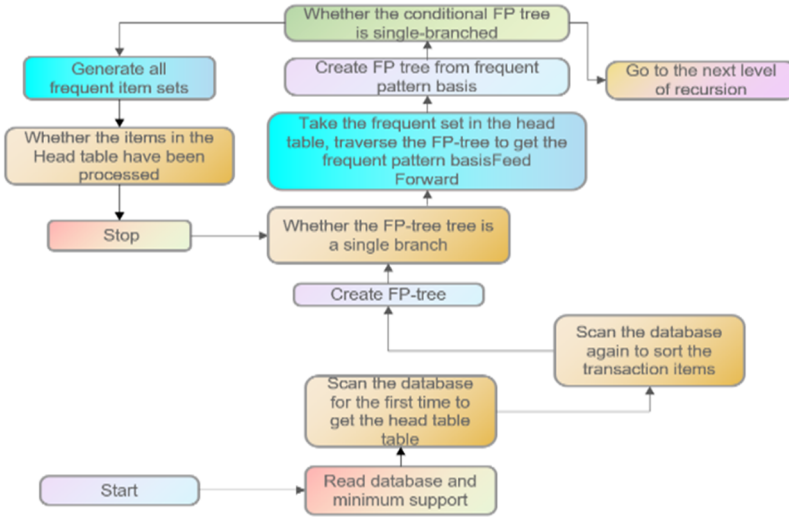 Whether the conditional FP tree
is single-branched
Generate all
frequent item sets
Create FP tree from frequent
pattern basis
Go to the next level
of recursion
Whether the items in the
Head table have been
processed
Take the frequent set in the head
table, traverse the FP-tree to get the
frequent pattern basisFeed
Forward
Stop
Whether the FP-tree tree is
a single branch
Create FP-tree
Scan the database
again to sort the
transaction items
Scan the database
for the first time to
get the head table
table
Start
Read database and
minimum support